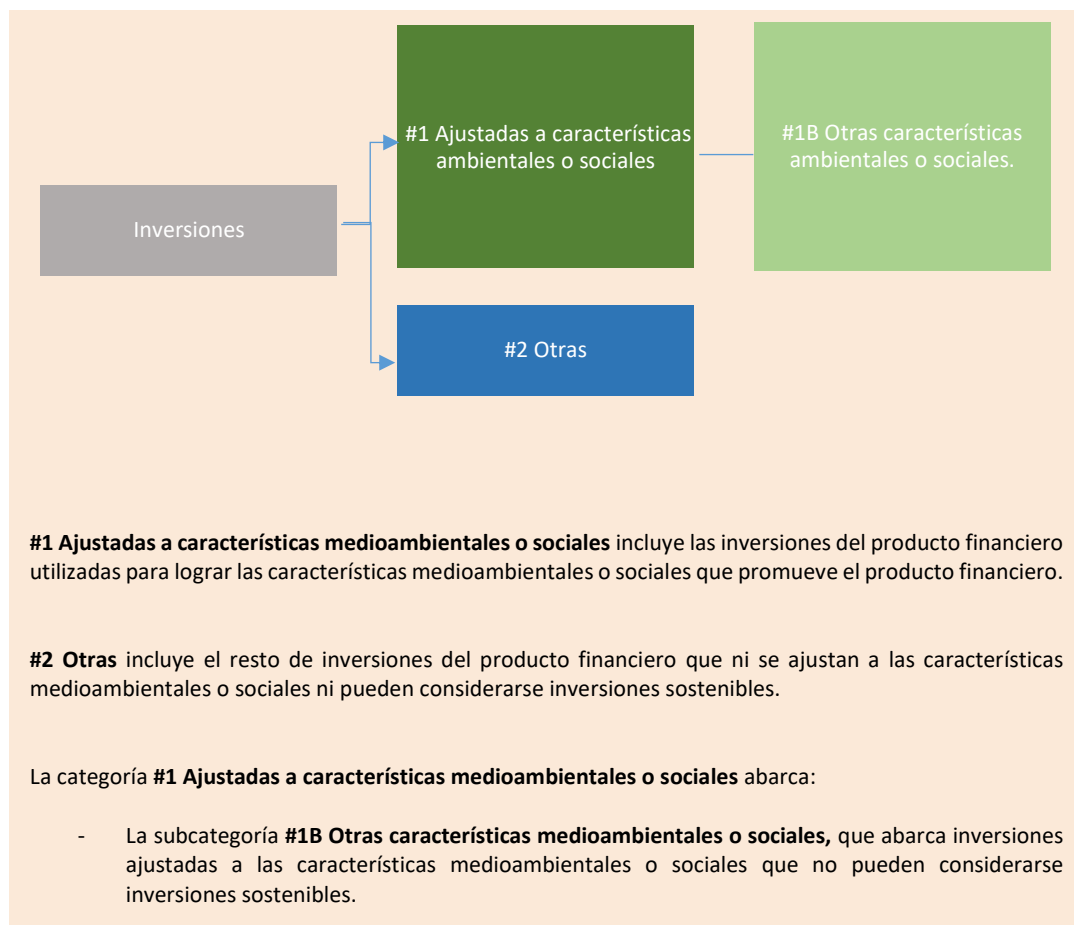 #1 Ajustadas a características
ambientales o sociales
#1B Otras características
ambientales o sociales.
Inversiones
#2 Otras
#1 Ajustadas a características medioambientales o sociales incluye las inversiones del producto financiero
utilizadas para lograr las características medioambientales o sociales que promueve el producto financiero.
#2 Otras incluye el resto de inversiones del producto financiero que ni se ajustan a las características
medioambientales o sociales ni pueden considerarse inversiones sostenibles.
La categoría #1 Ajustadas a características medioambientales o sociales abarca:
- La subcategoría #1B Otras características medioambientales o sociales, que abarca inversiones
ajustadas a las características medioambientales o sociales que no pueden considerarse
inversiones sostenibles.